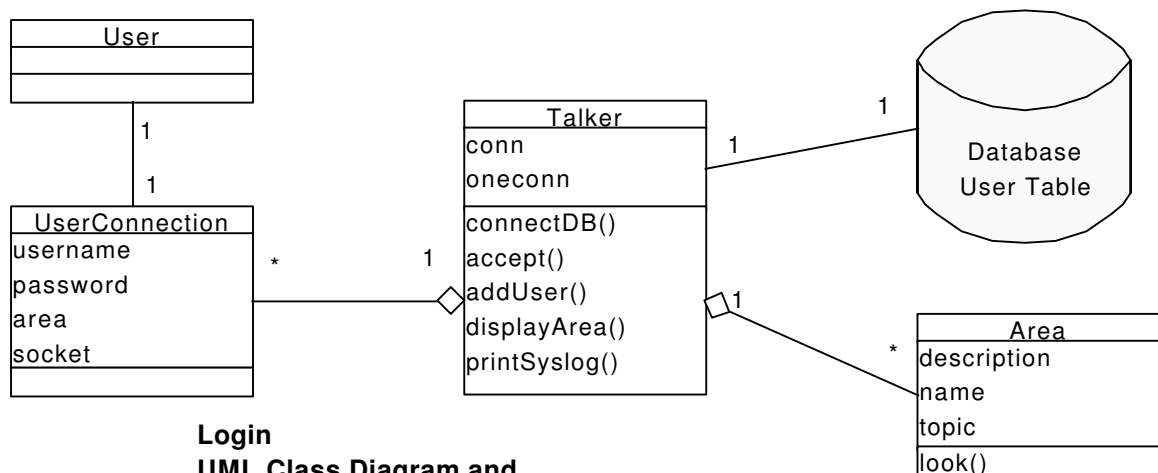 User
1
1
UserConnection
username
password
area
socket
*
1
Talker
conn
oneconn
connectDB()
accept()
addUser()
displayArea()
printSyslog()
1
1
Database
User Table
1
*
Area
description
name
topic
look()
Login
UML Class Diagram and